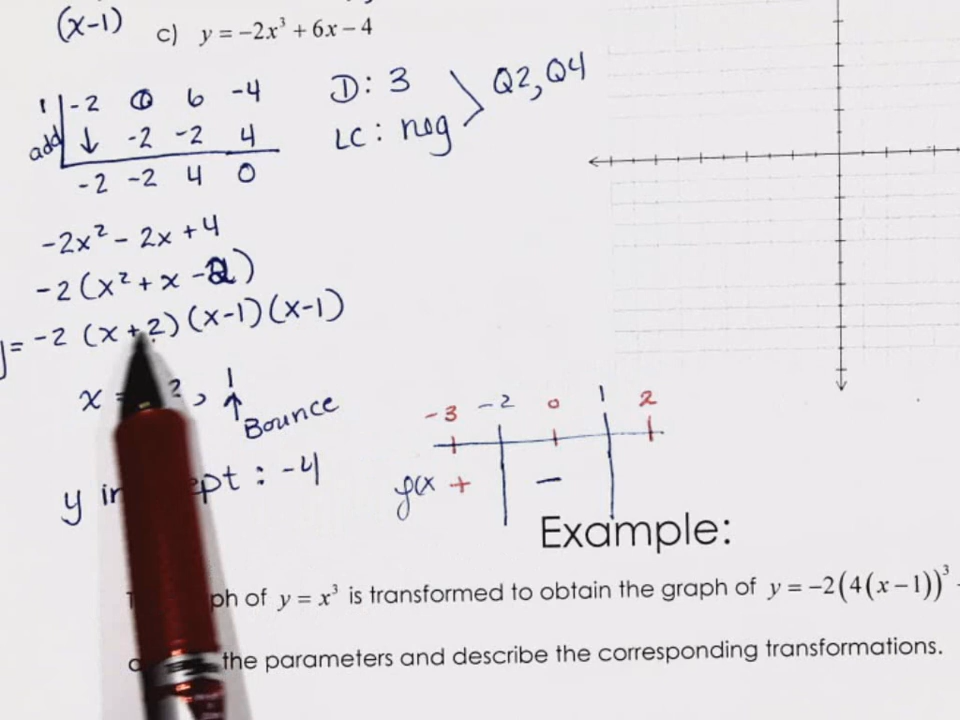 (x-1) c) y = -2x³ + 6x - 4
1 | -2 0 6 -4
add ↓ -2 -2 4
-2 -2 4 0
D: 3
LC: neg
Q2, Q4
-2x² - 2x + 4
-2(x² + x - 2)
y = -2(x+2)(x-1)(x-1)
x = 2, 1
↑
Bounce
y int ept : -4
-3 -2 0 1 2
f(x + -
Example:
ph of y = x³ is transformed to obtain the graph of y = -2(4(x-1))³
the parameters and describe the corresponding transformations.